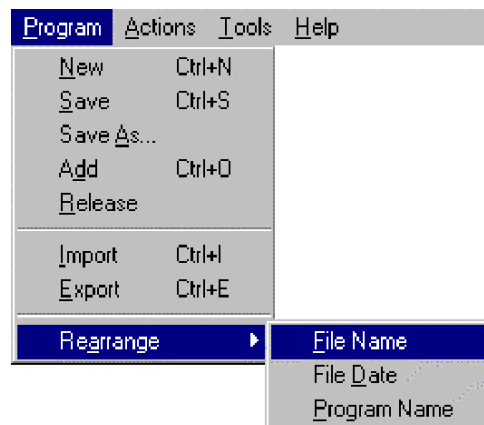 Program Actions Tools Help
New Ctrl+N
Save Ctrl+S
Save As...
Add Ctrl+O
Release
Import Ctrl+I
Export Ctrl+E
Rearrange File Name
File Date
Program Name